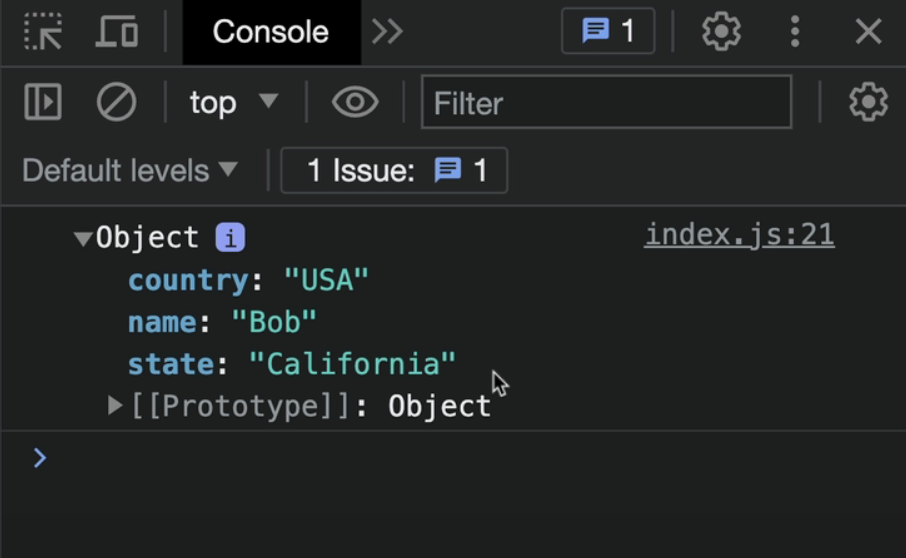 Console 1
top Filter
Default levels 1 Issue: 1
Object i index.js:21
country: "USA"
name: "Bob"
state: "California"
[[Prototype]]: Object